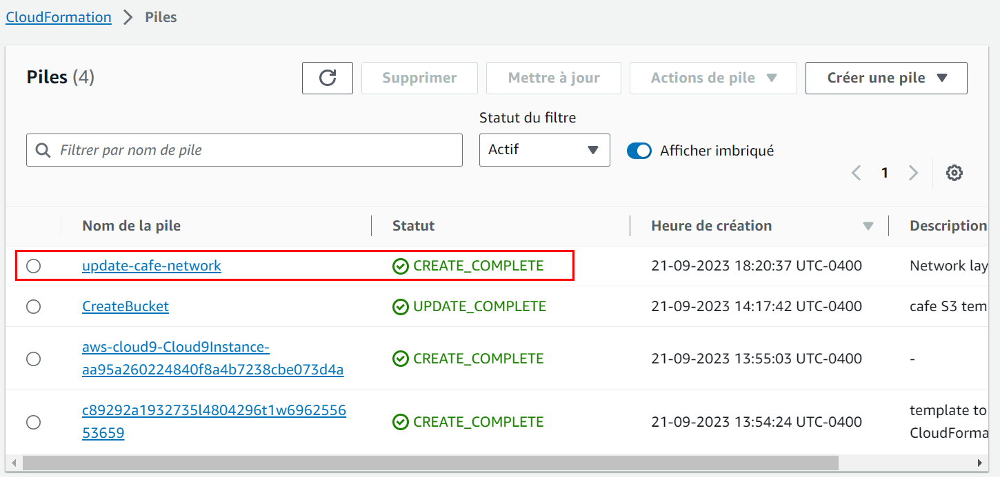 CloudFormation > Piles
Piles (4)
Supprimer
Mettre à jour
Actions de pile
Créer une pile
Statut du filtre
Filtrer par nom de pile
Actif
Afficher imbriqué
1
Nom de la pile
Statut
Heure de création
Description
update-cafe-network
CREATE_COMPLETE
21-09-2023 18:20:37 UTC-0400
Network lay
CreateBucket
UPDATE_COMPLETE
21-09-2023 14:17:42 UTC-0400
cafe S3 tem
aws-cloud9-Cloud9Instance-
aa95a260224840f8a4b7238cbe073d4a
CREATE_COMPLETE
21-09-2023 13:55:03 UTC-0400
-
c89292a1932735l4804296t1w6962556
53659
CREATE_COMPLETE
21-09-2023 13:54:24 UTC-0400
template to
CloudForma